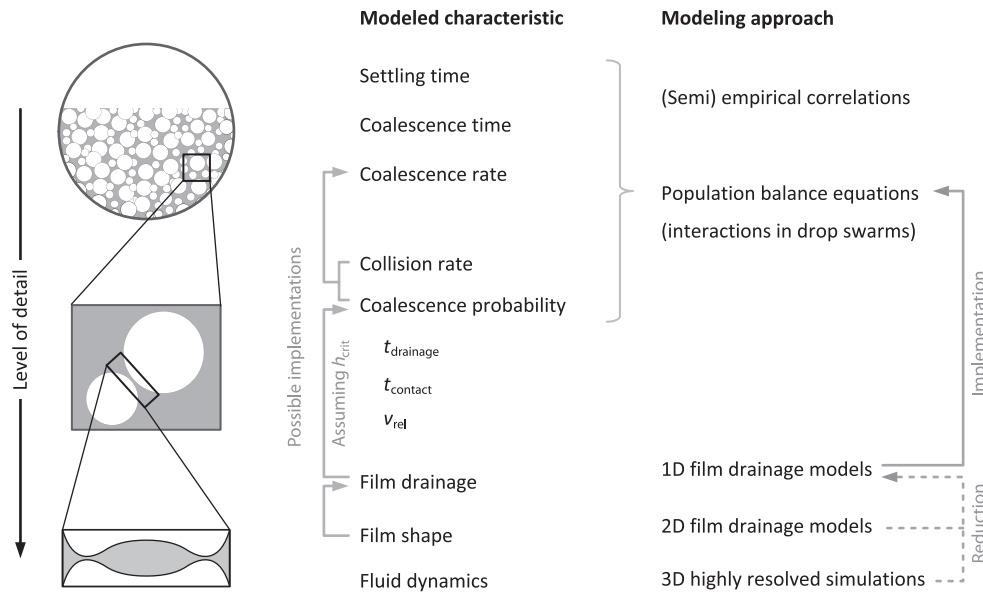 Modeled characteristic
Modeling approach
Settling time
(Semi) empirical correlations
Coalescence time
Coalescence rate
Population balance equations
(interactions in drop swarms)
Collision rate
Coalescence probability
t_drainage
t_contact
v_rel
Film drainage
1D film drainage models
Film shape
2D film drainage models
Fluid dynamics
3D highly resolved simulations
Level of detail
Possible implementations
Assuming h_crit
Implementation
Reduction